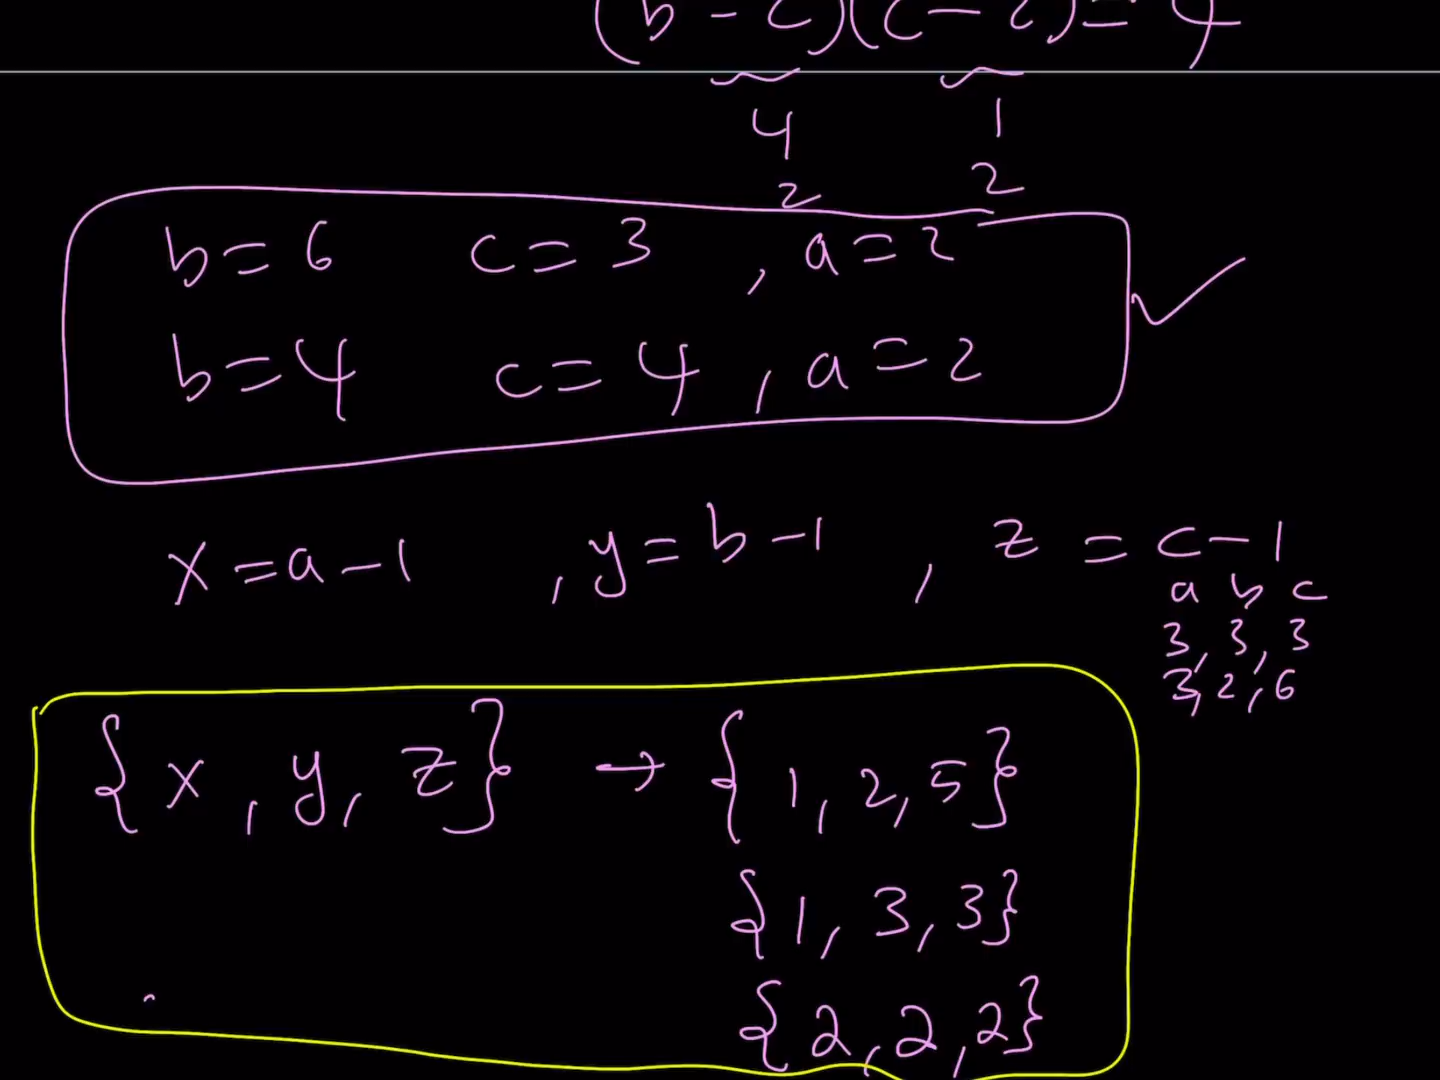 (b - c)(c - 2) = 4
4 1
2 2
b = 6 c = 3 , a = 2
b = 4 c = 4 , a = 2
x = a - 1 , y = b - 1 , z = c - 1
a b c
3, 3, 3
3, 2, 6
{x, y, z} → {1, 2, 5}
{1, 3, 3}
{2, 2, 2}